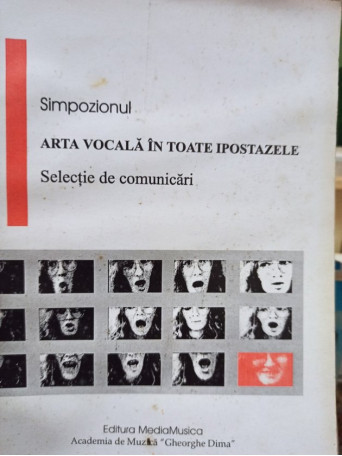 Simpozionul
ARTA VOCALĂ ÎN TOATE IPOSTAZELE
Selecție de comunicări
Editura MediaMusica
Academia de Muzică "Gheorghe Dima"